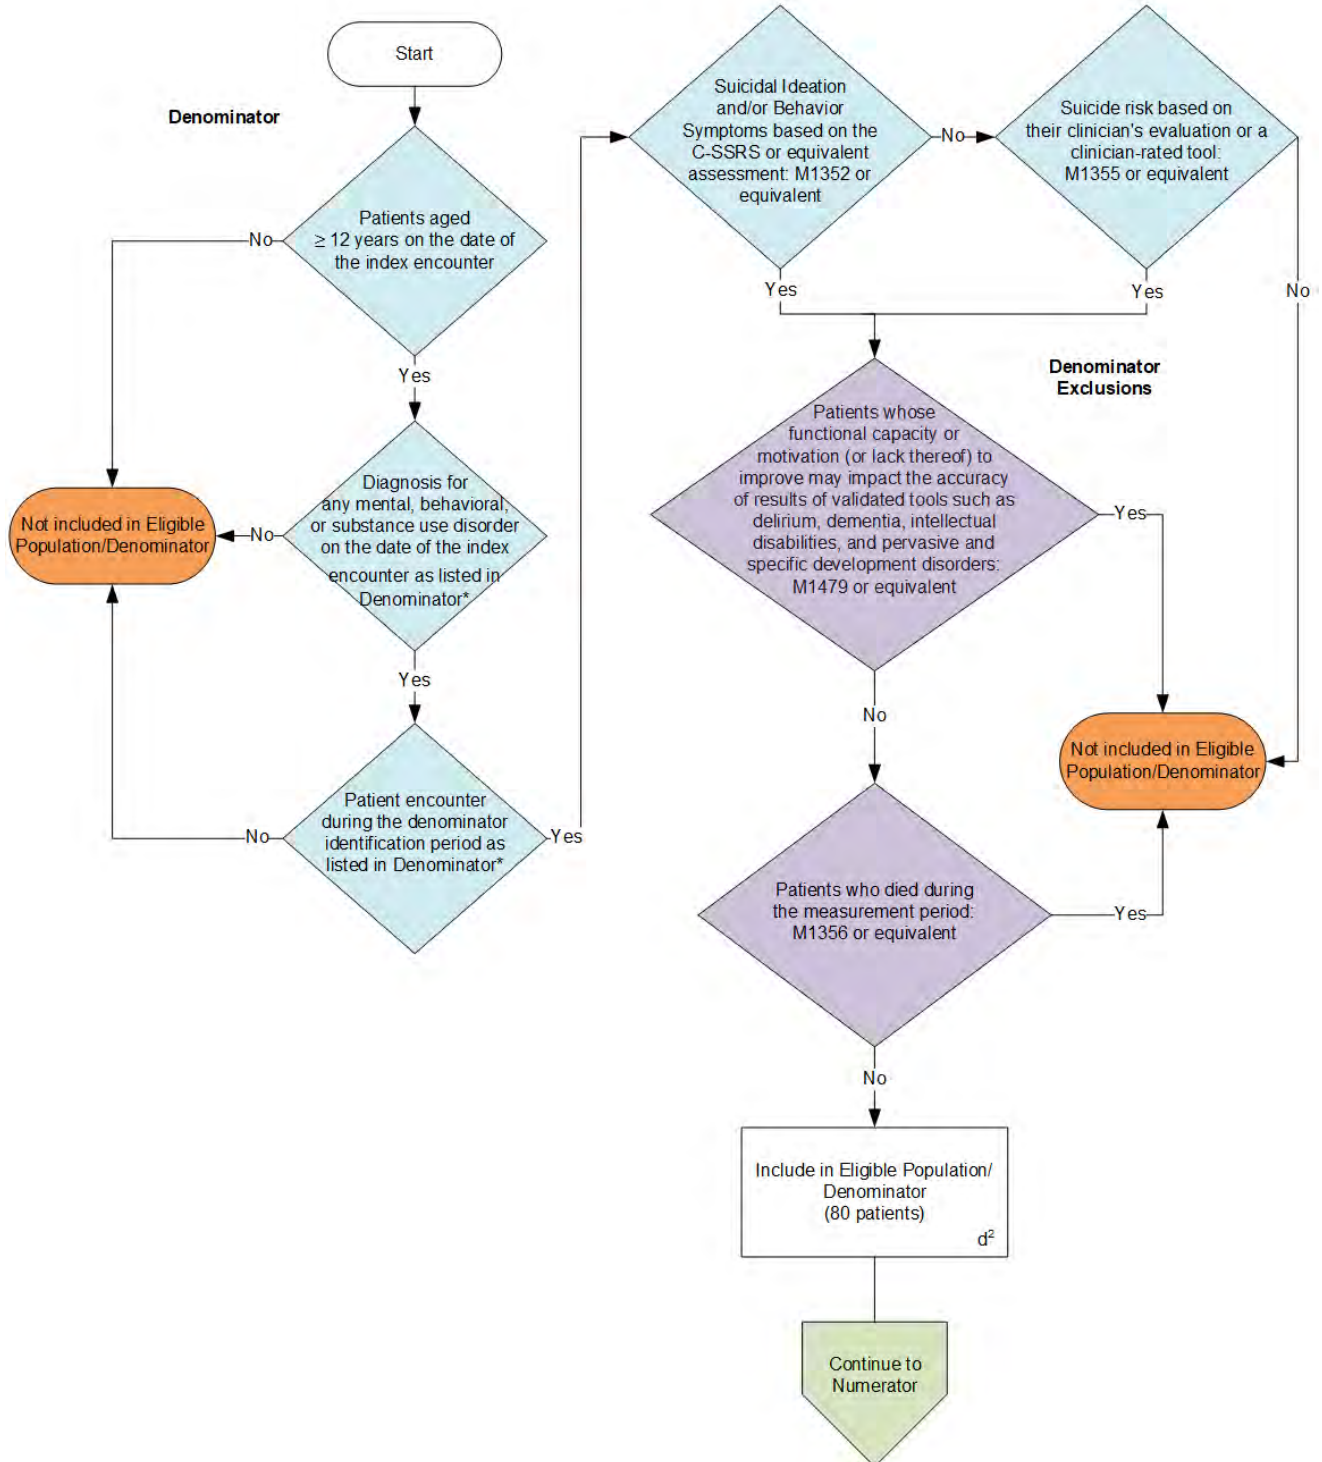 Start
Denominator
Patients aged
≥ 12 years on the date of
the index encounter
No
Yes
Diagnosis for
any mental, behavioral,
or substance use disorder
on the date of the index
encounter as listed in
Denominator*
No
Not included in Eligible
Population/Denominator
Yes
Patient encounter
during the denominator
identification period as
listed in Denominator*
No
Yes
Suicidal Ideation
and/or Behavior
Symptoms based on the
C-SSRS or equivalent
assessment: M1352 or
equivalent
No
Suicide risk based on
their clinician's evaluation or a
clinician-rated tool:
M1355 or equivalent
Yes
Yes
No
Denominator
Exclusions
Patients whose
functional capacity or
motivation (or lack thereof) to
improve may impact the accuracy
of results of validated tools such as
delirium, dementia, intellectual
disabilities, and pervasive and
specific development disorders:
M1479 or equivalent
Yes
No
Not included in Eligible
Population/Denominator
Patients who died during
the measurement period:
M1356 or equivalent
Yes
No
Include in Eligible Population/
Denominator
(80 patients)
d²
Continue to
Numerator